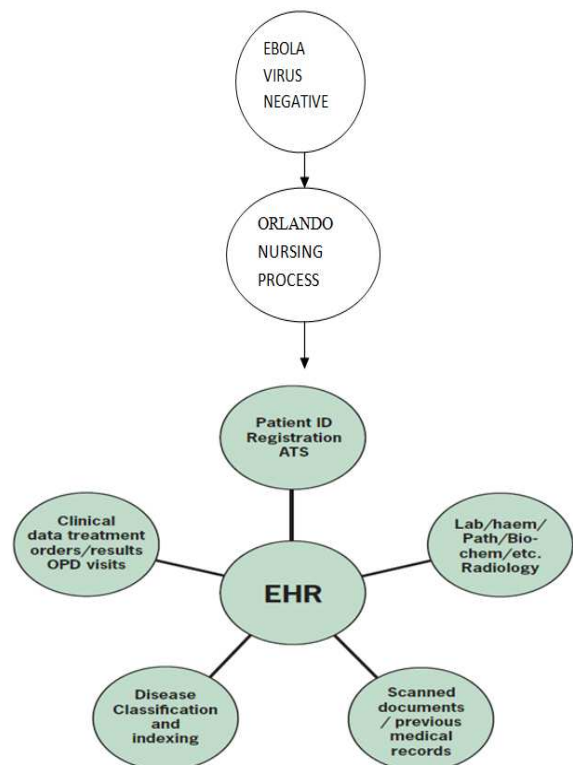 EBOLA
VIRUS
NEGATIVE
ORLANDO
NURSING
PROCESS
Patient ID
Registration
ATS
Clinical
data treatment
orders/results
OPD visits
Lab/haem/
Path/Bio-
chem/etc.
Radiology
EHR
Disease
Classification
and
indexing
Scanned
documents
/ previous
medical
records